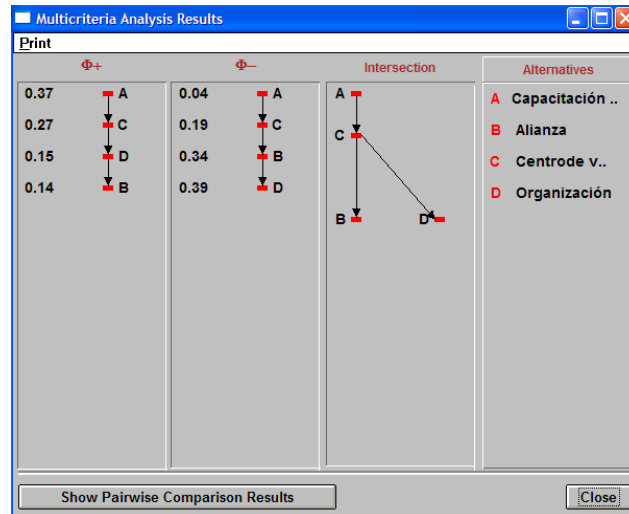 Multicriteria Analysis Results
Print
Φ+
0.37 A
0.27 C
0.15 D
0.14 B
Φ−
0.04 A
0.19 C
0.34 B
0.39 D
Intersection
A
C
B D
Alternatives
A Capacitación ..
B Alianza
C Centrode v..
D Organización
Show Pairwise Comparison Results
Close